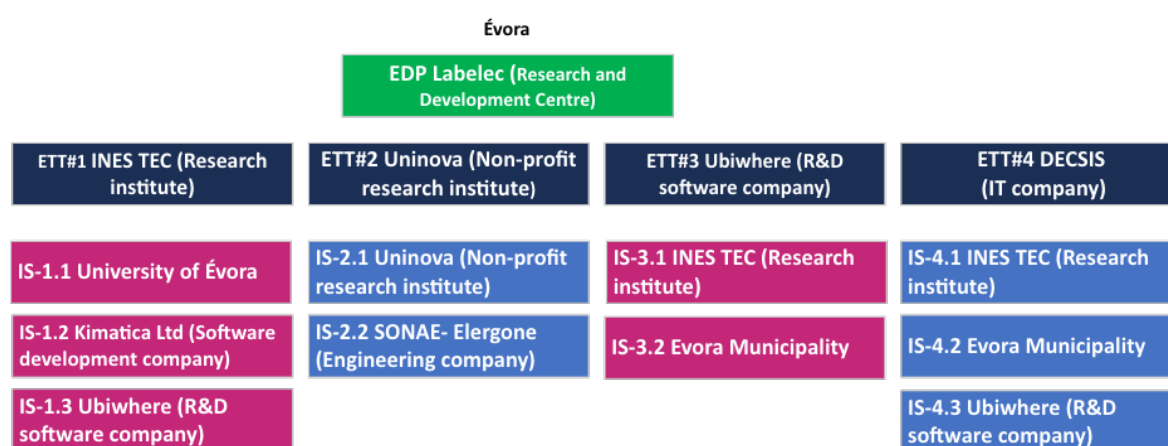 Évora
EDP Labelec (Research and
Development Centre)
ETT#1 INES TEC (Research
institute)
ETT#2 Uninova (Non-profit
research institute)
ETT#3 Ubiwhere (R&D
software company)
ETT#4 DECSIS
(IT company)
IS-1.1 University of Évora
IS-2.1 Uninova (Non-profit
research institute)
IS-3.1 INES TEC (Research
institute)
IS-4.1 INES TEC (Research
institute)
IS-1.2 Kimatica Ltd (Software
development company)
IS-2.2 SONAE- Elergone
(Engineering company)
IS-3.2 Evora Municipality
IS-4.2 Evora Municipality
IS-1.3 Ubiwhere (R&D
software company)
IS-4.3 Ubiwhere (R&D
software company)